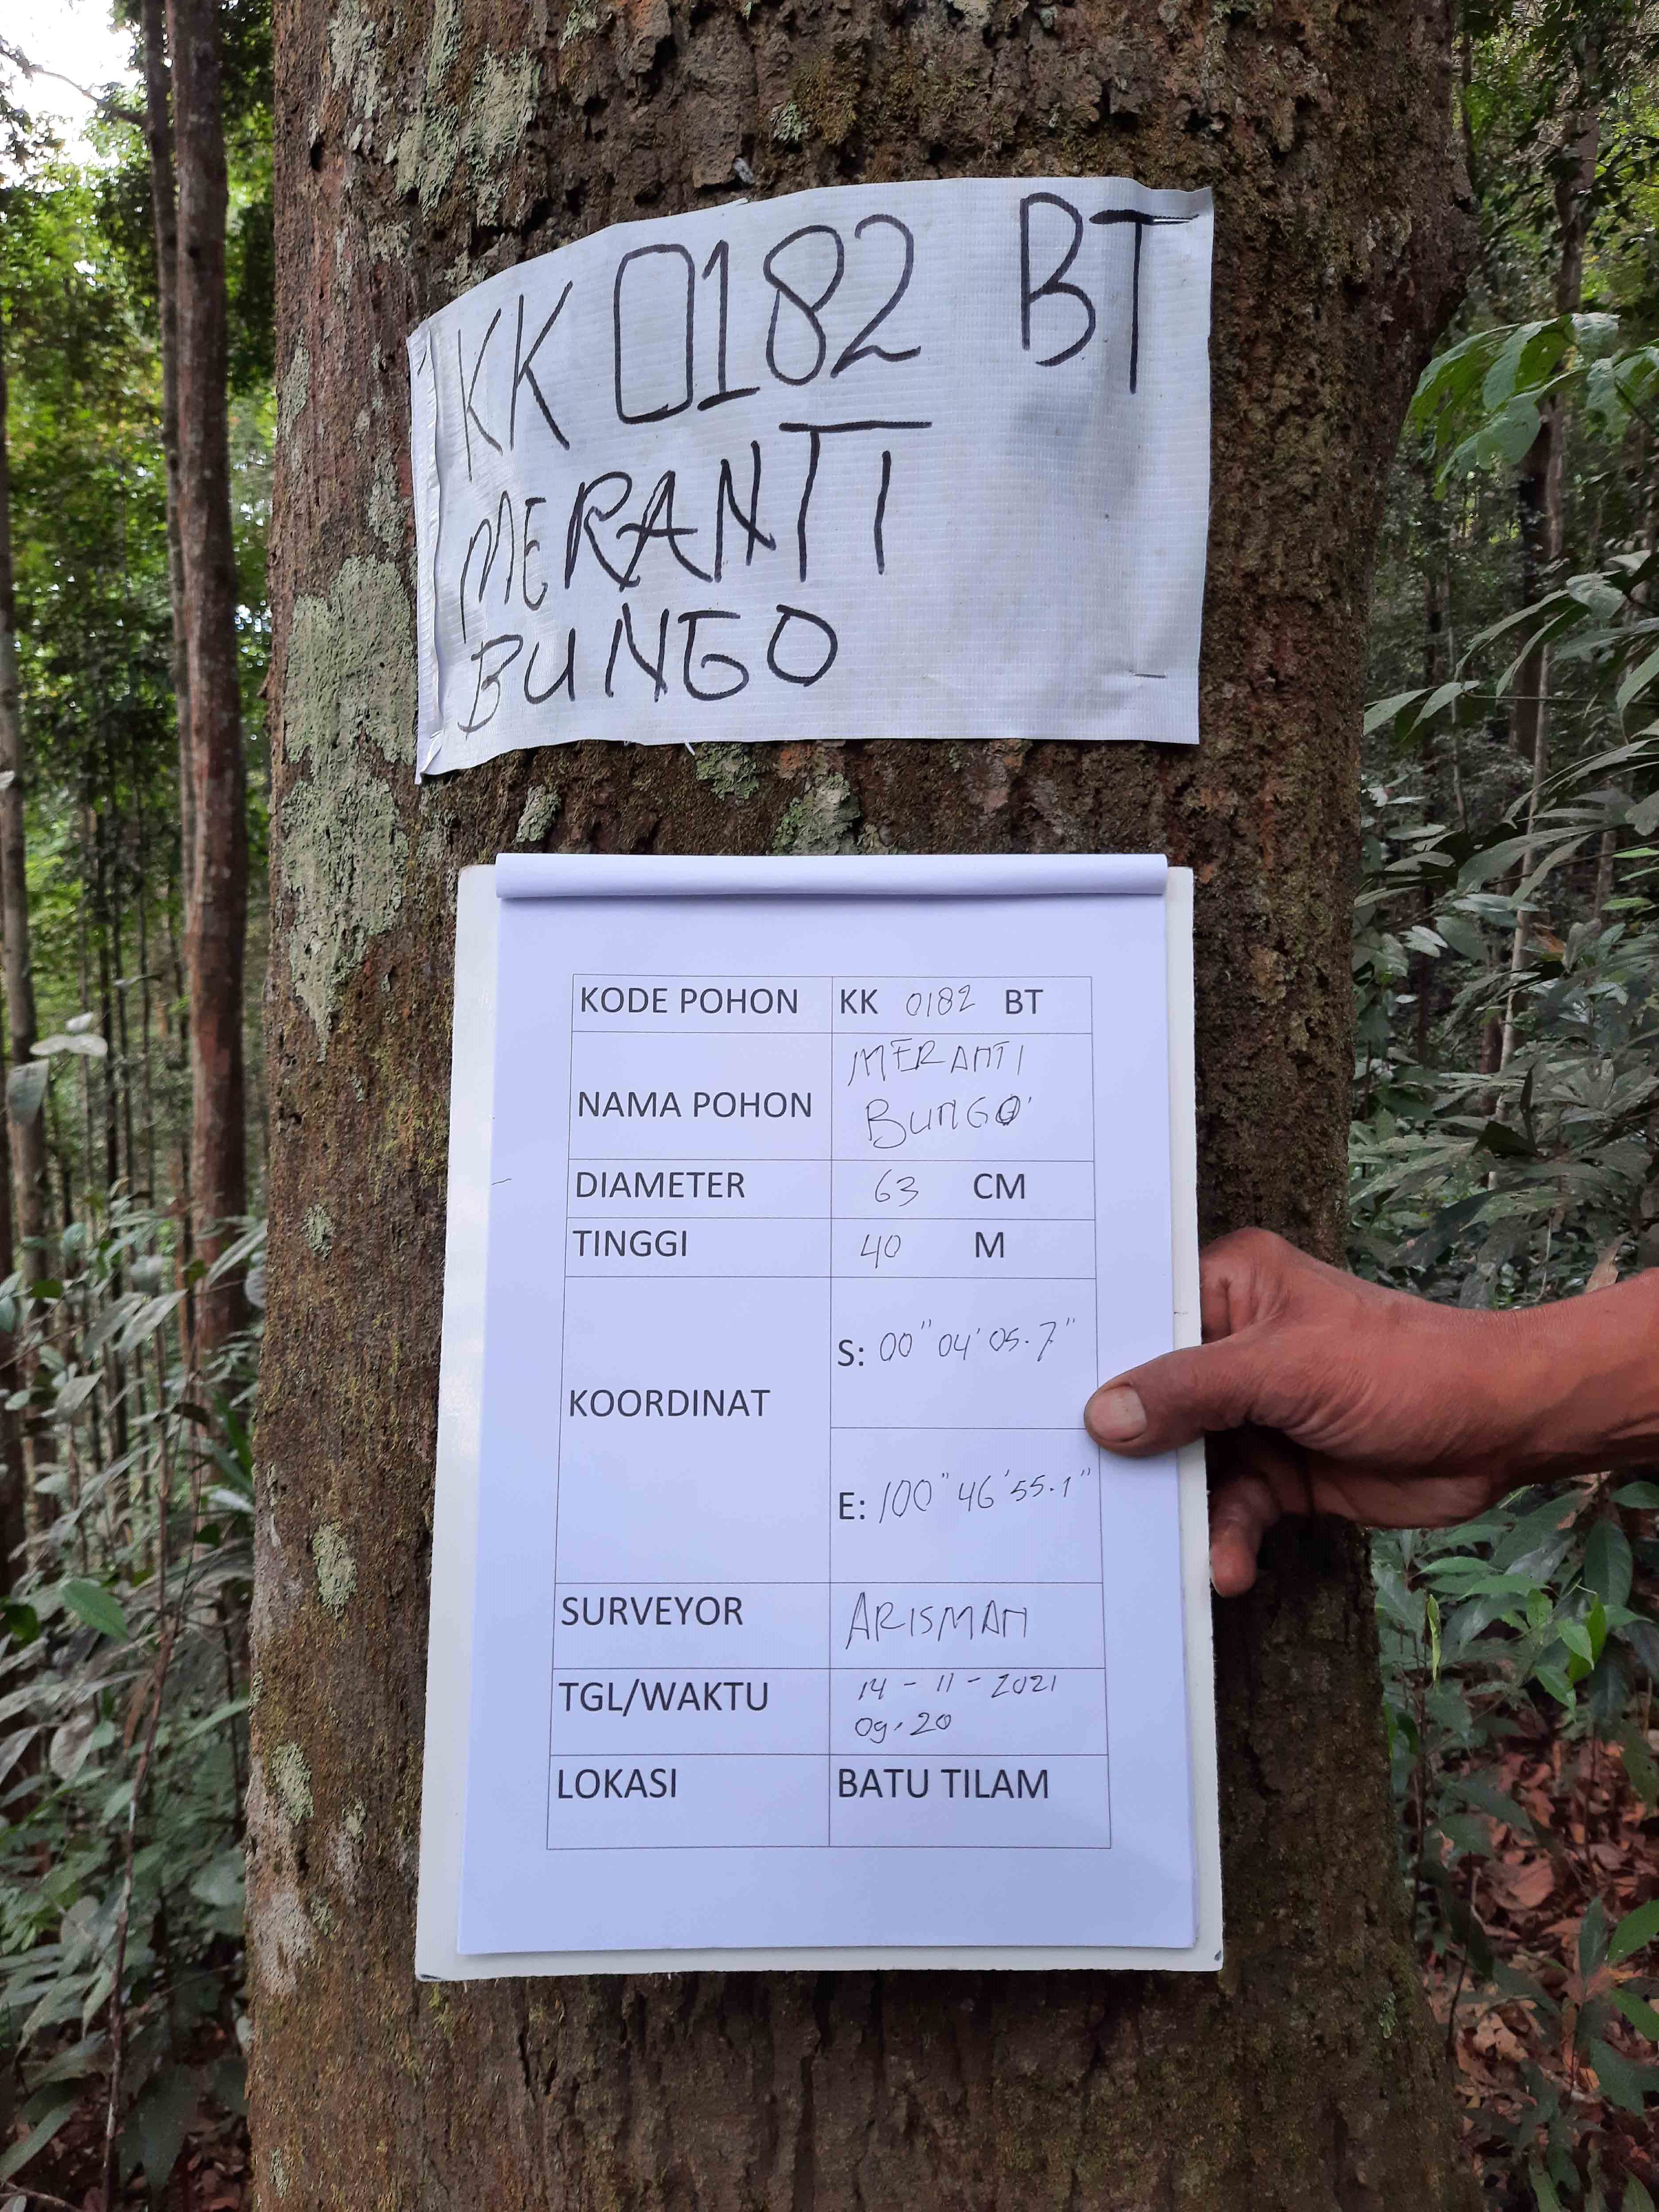 KK 0182 BT
MERANTI
BUNGO
KODE POHON KK 0182 BT
NAMA POHON MERANTI
BUNGO
DIAMETER 63 CM
TINGGI 40 M
KOORDINAT
S: 00" 04' 05.7"
E: 100" 46' 55.1"
SURVEYOR ARISMAN
TGL/WAKTU 14 - 11 - 2021
09.20
LOKASI BATU TILAM